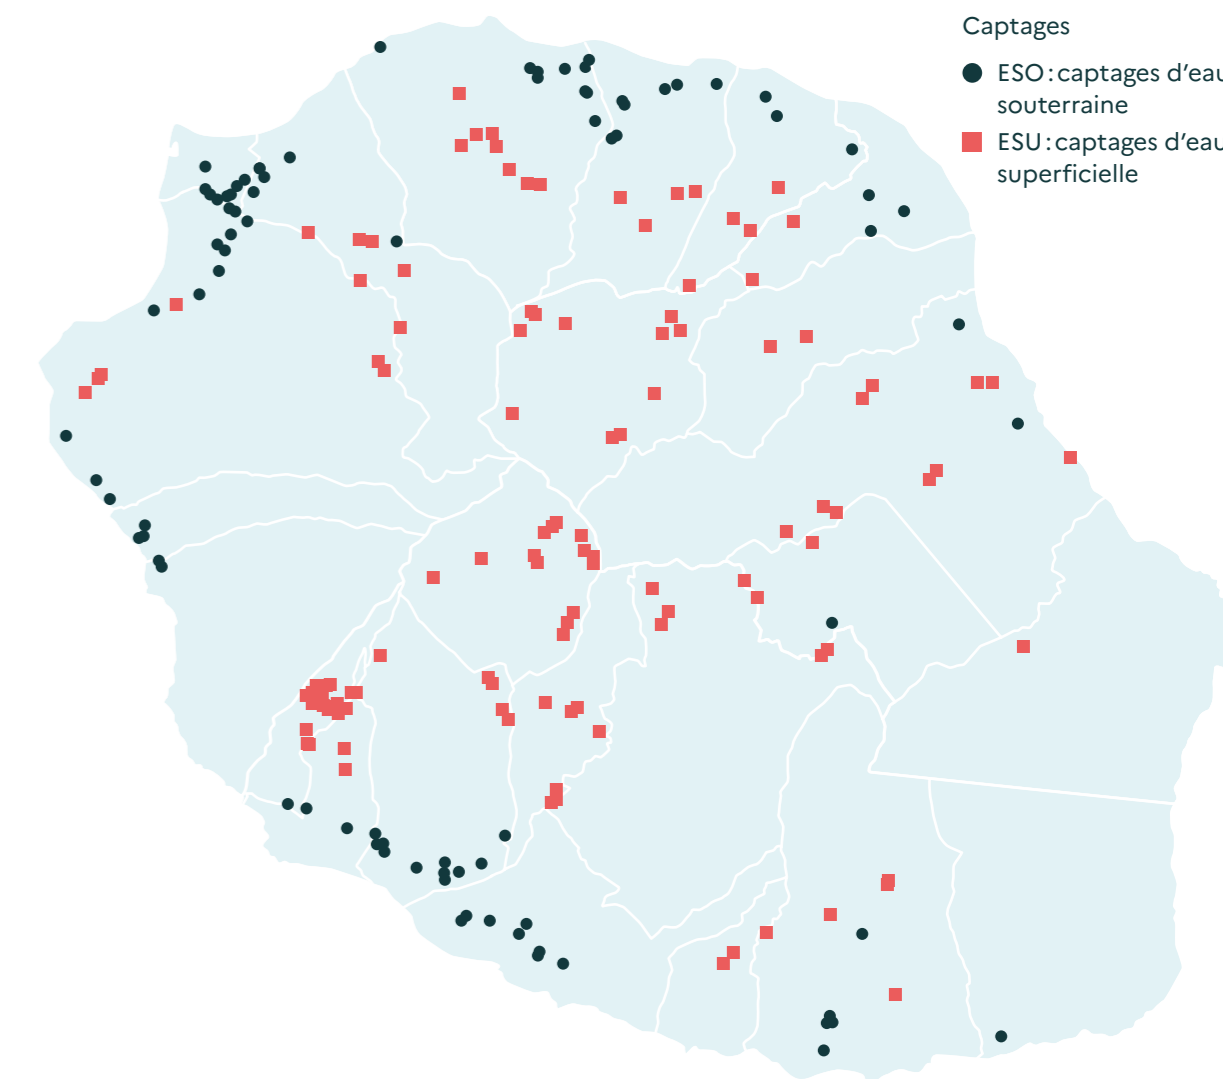 Captages
ESO : captages d'eau
souterraine
ESU : captages d'eau
superficielle